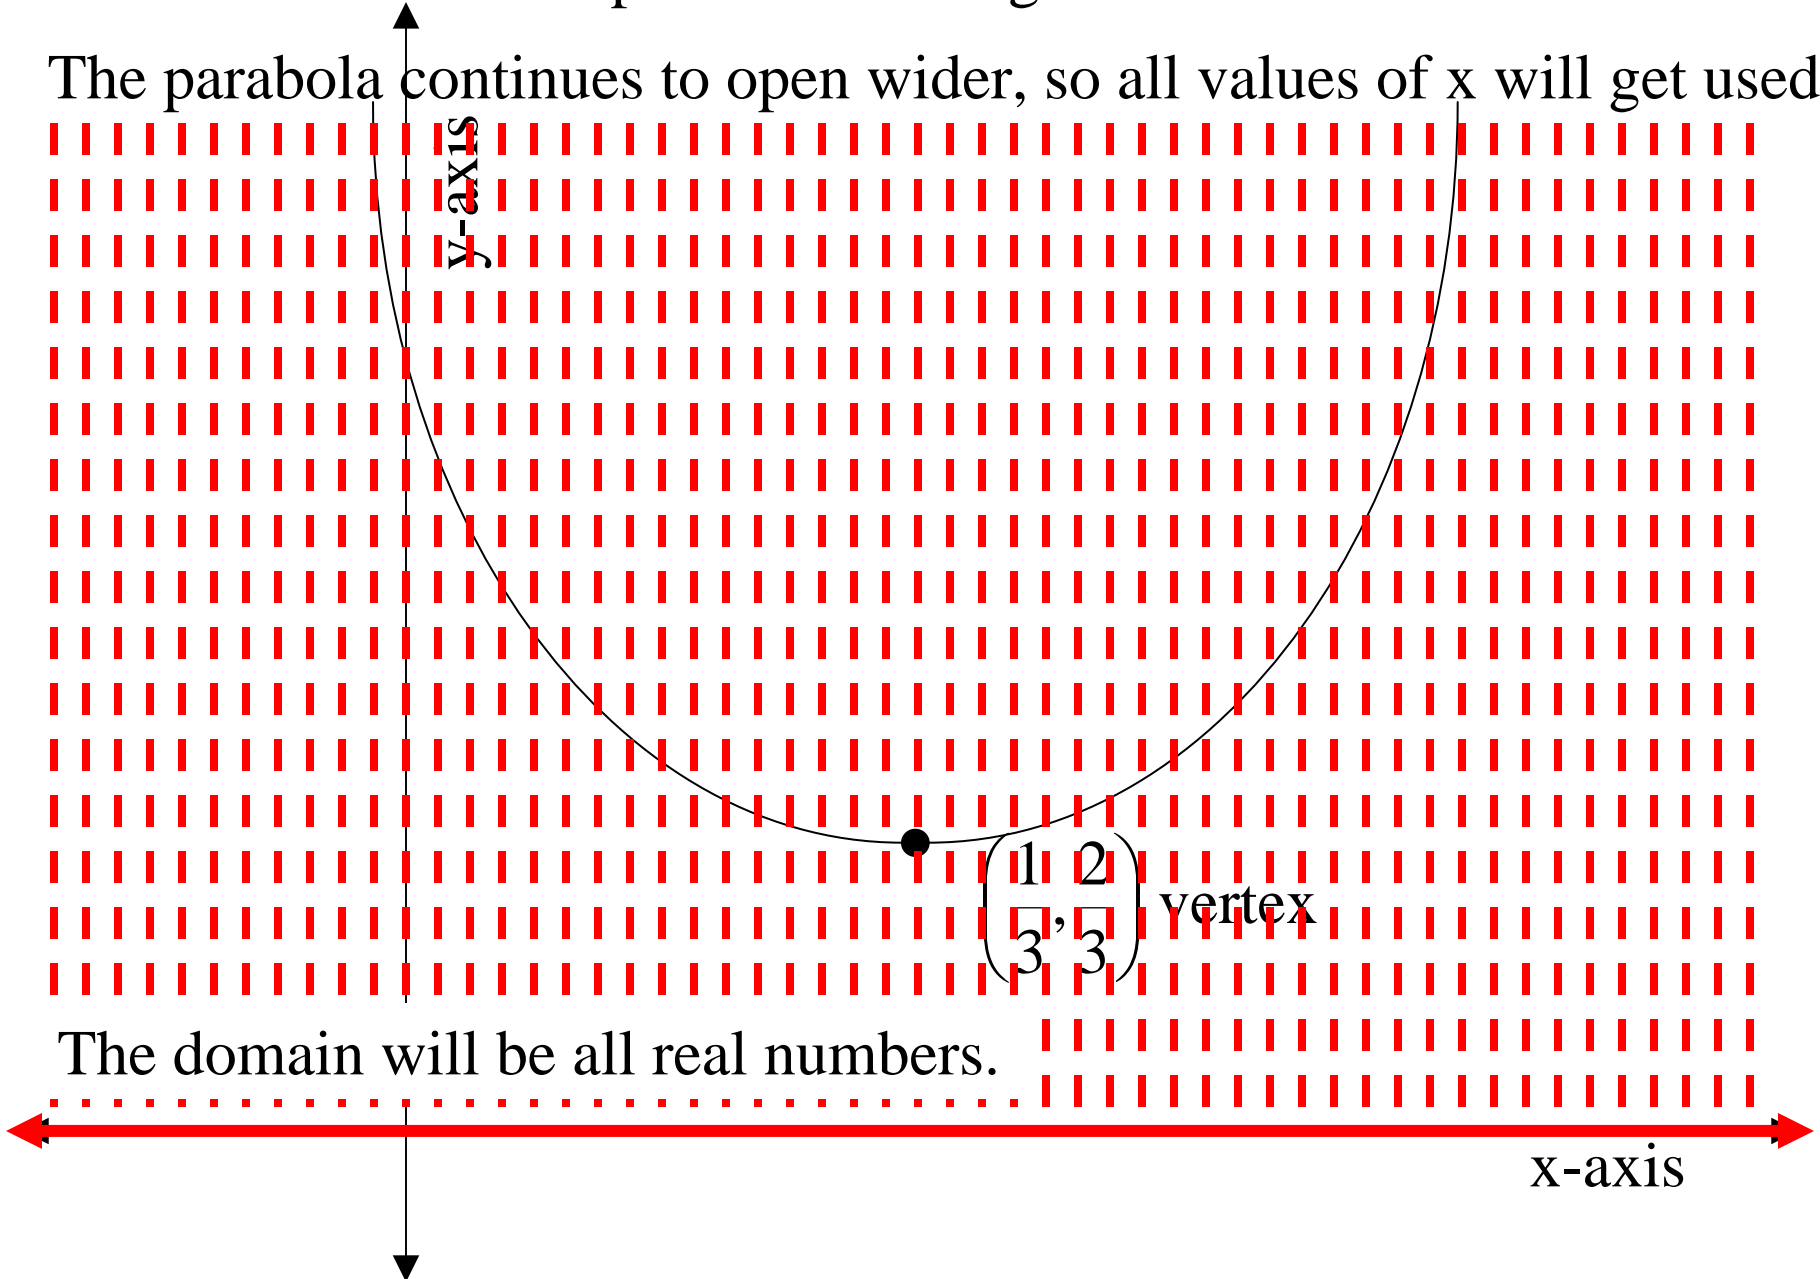 The parabola continues to open wider, so all values of x will get used
y-axis
(1/3, 2/3) vertex
The domain will be all real numbers.
x-axis